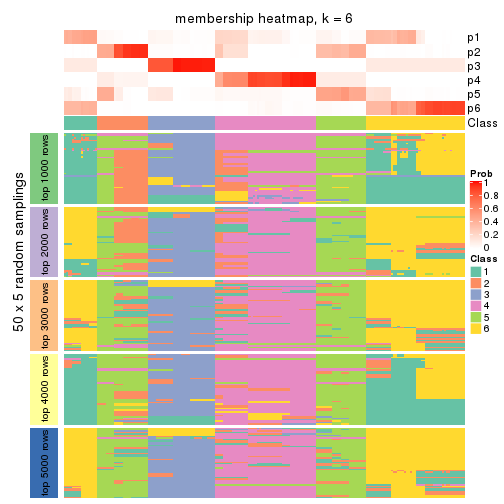 membership heatmap, k = 6
p1
p2
p3
p4
p5
p6
Class
50 x 5 random samplings
top 1000 rows
top 2000 rows
top 3000 rows
top 4000 rows
top 5000 rows
Prob
1
0.8
0.6
0.4
0.2
0
Class
1
2
3
4
5
6